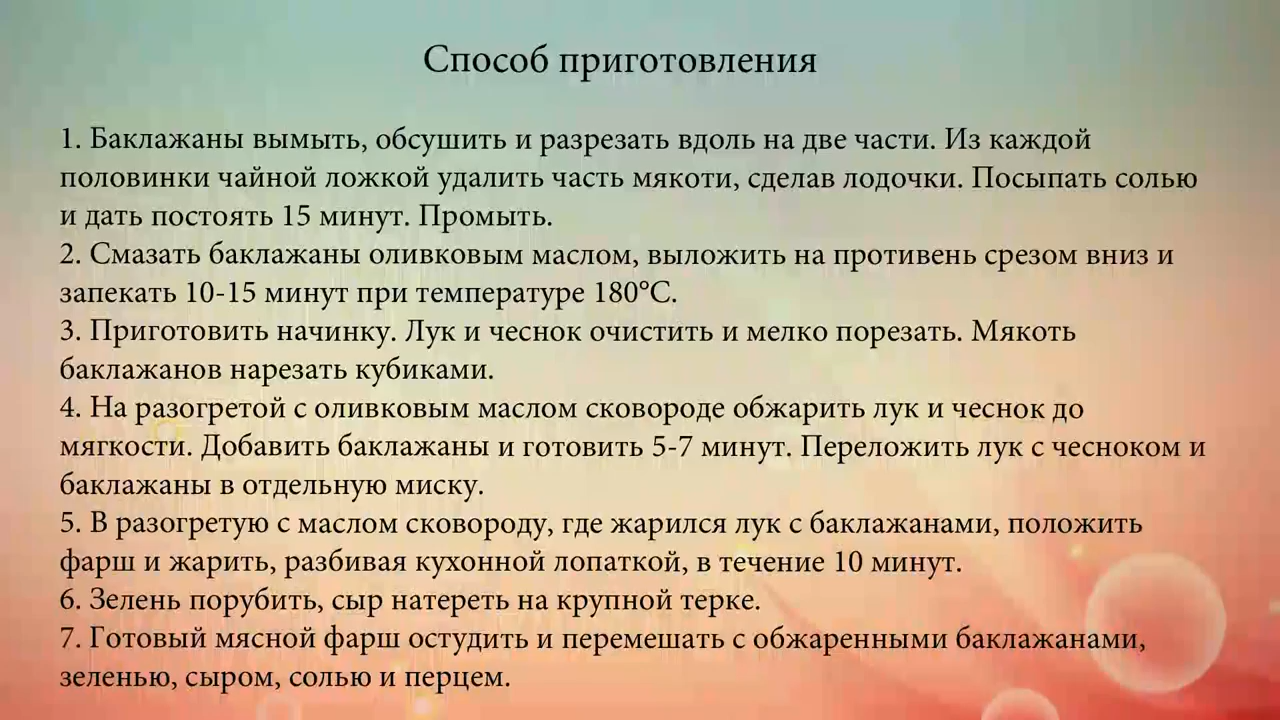 Способ приготовления
1. Баклажаны вымыть, обсушить и разрезать вдоль на две части. Из каждой
половинки чайной ложкой удалить часть мякоти, сделав лодочки. Посыпать солью
и дать постоять 15 минут. Промыть.
2. Смазать баклажаны оливковым маслом, выложить на противень срезом вниз и
запекать 10-15 минут при температуре 180°С.
3. Приготовить начинку. Лук и чеснок очистить и мелко порезать. Мякоть
баклажанов нарезать кубиками.
4. На разогретой с оливковым маслом сковороде обжарить лук и чеснок до
мягкости. Добавить баклажаны и готовить 5-7 минут. Переложить лук с чесноком и
баклажаны в отдельную миску.
5. В разогретую с маслом сковороду, где жарился лук с баклажанами, положить
фарш и жарить, разбивая кухонной лопаткой, в течение 10 минут.
6. Зелень порубить, сыр натереть на крупной терке.
7. Готовый мясной фарш остудить и перемешать с обжаренными баклажанами,
зеленью, сыром, солью и перцем.